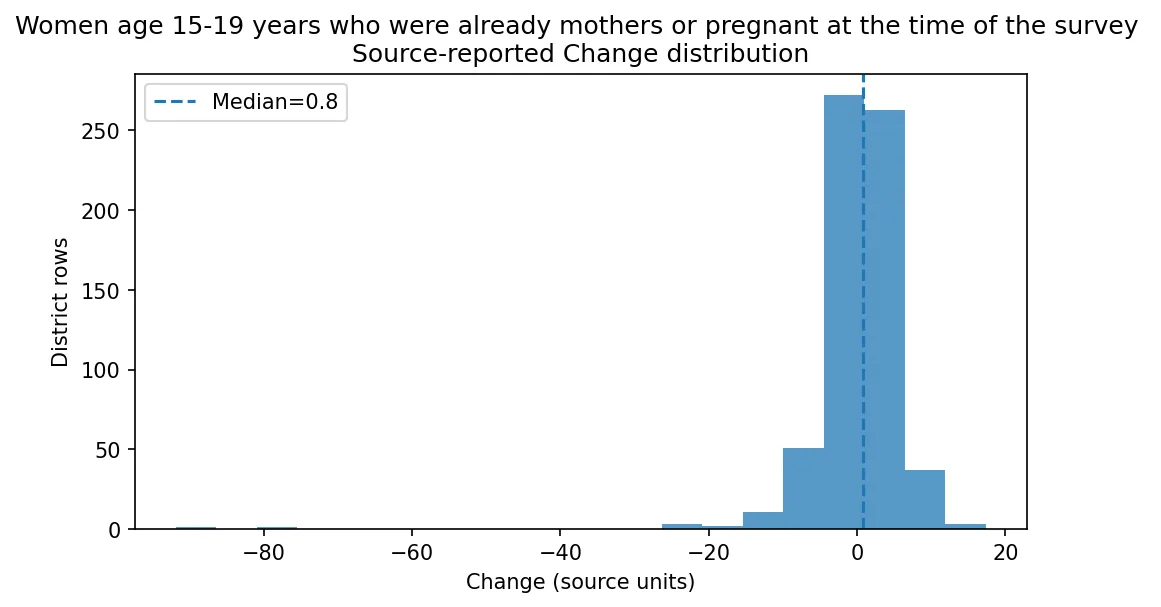 Women age 15-19 years who were already mothers or pregnant at the time of the survey
Source-reported Change distribution
Median=0.8
District rows
250
200
150
100
50
0
−80
−60
−40
−20
0
20
Change (source units)